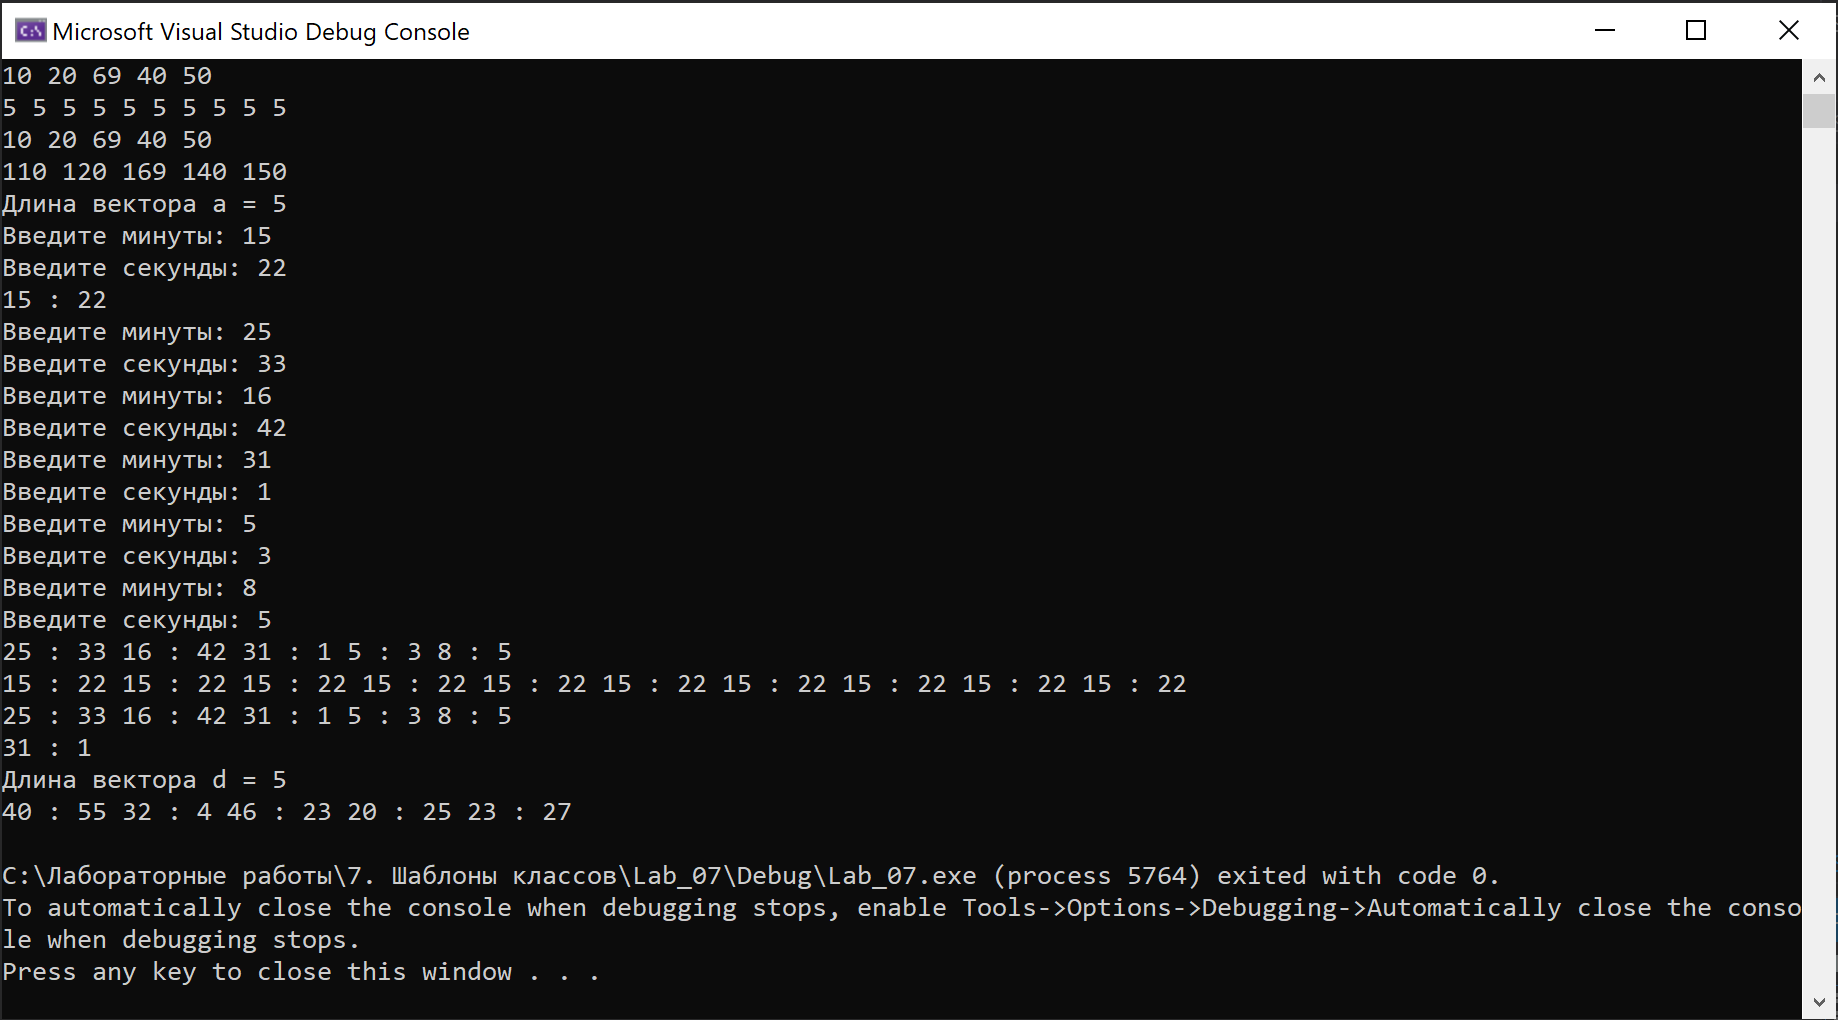 Microsoft Visual Studio Debug Console
10 20 69 40 50
5 5 5 5 5 5 5 5 5 5
10 20 69 40 50
110 120 169 140 150
Длина вектора a = 5
Введите минуты: 15
Введите секунды: 22
15 : 22
Введите минуты: 25
Введите секунды: 33
Введите минуты: 16
Введите секунды: 42
Введите минуты: 31
Введите секунды: 1
Введите минуты: 5
Введите секунды: 3
Введите минуты: 8
Введите секунды: 5
25 : 33 16 : 42 31 : 1 5 : 3 8 : 5
15 : 22 15 : 22 15 : 22 15 : 22 15 : 22 15 : 22 15 : 22 15 : 22 15 : 22 15 : 22
25 : 33 16 : 42 31 : 1 5 : 3 8 : 5
31 : 1
Длина вектора d = 5
40 : 55 32 : 4 46 : 23 20 : 25 23 : 27
C:\Лабораторные работы\7. Шаблоны классов\Lab_07\Debug\Lab_07.exe (process 5764) exited with code 0.
To automatically close the console when debugging stops, enable Tools->Options->Debugging->Automatically close the conso
le when debugging stops.
Press any key to close this window . . .